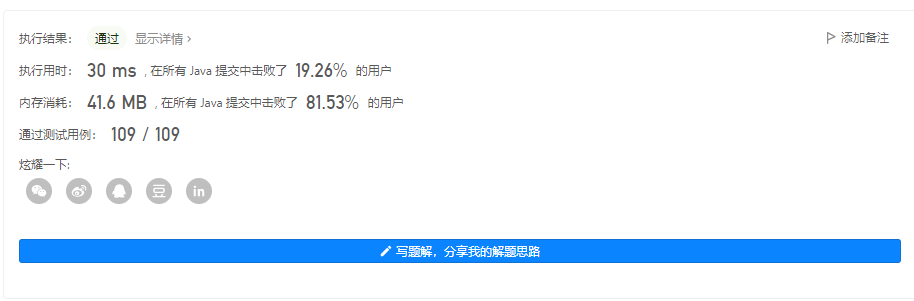 执行结果： 通过 显示详情 › 添加备注
执行用时： 30 ms , 在所有 Java 提交中击败了 19.26% 的用户
内存消耗： 41.6 MB , 在所有 Java 提交中击败了 81.53% 的用户
通过测试用例： 109 / 109
炫耀一下:
豆 in
写题解，分享我的解题思路